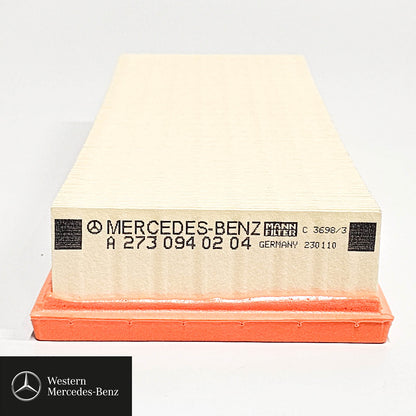 MERCEDES-BENZ MANN FILTER C 3698/3
A 273 094 02 04 GERMANY 230110
Western
Mercedes-Benz